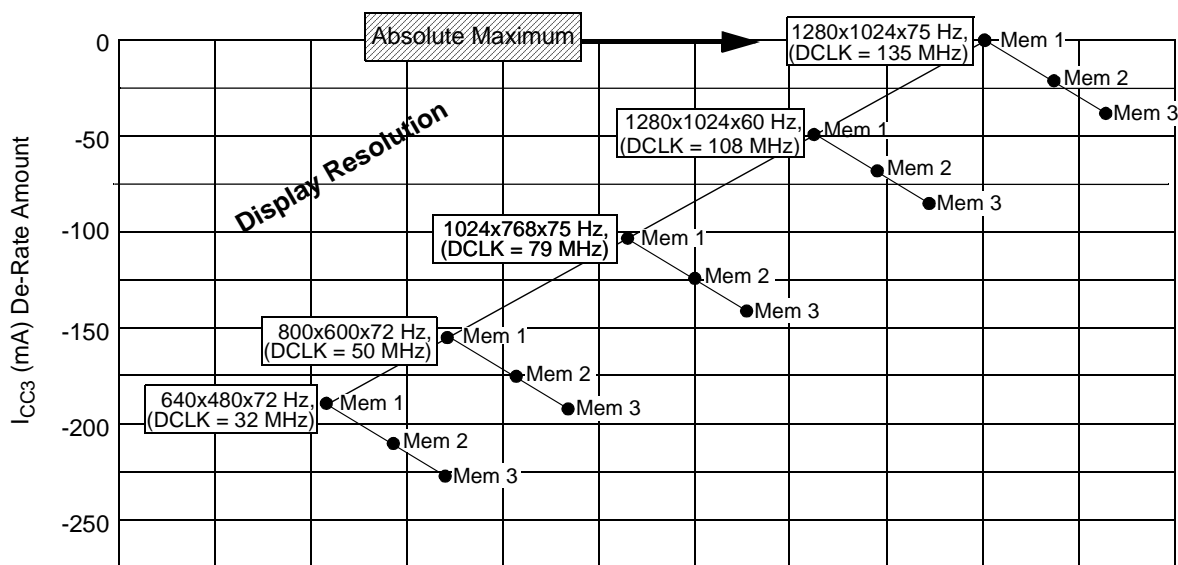 Absolute Maximum
Display Resolution
I_CC3 (mA) De-Rate Amount
0
-50
-100
-150
-200
-250
1280x1024x75 Hz,
(DCLK = 135 MHz)
Mem 1
Mem 2
Mem 3
1280x1024x60 Hz,
(DCLK = 108 MHz)
Mem 1
Mem 2
Mem 3
1024x768x75 Hz,
(DCLK = 79 MHz)
Mem 1
Mem 2
Mem 3
800x600x72 Hz,
(DCLK = 50 MHz)
Mem 1
Mem 2
Mem 3
640x480x72 Hz,
(DCLK = 32 MHz)
Mem 1
Mem 2
Mem 3